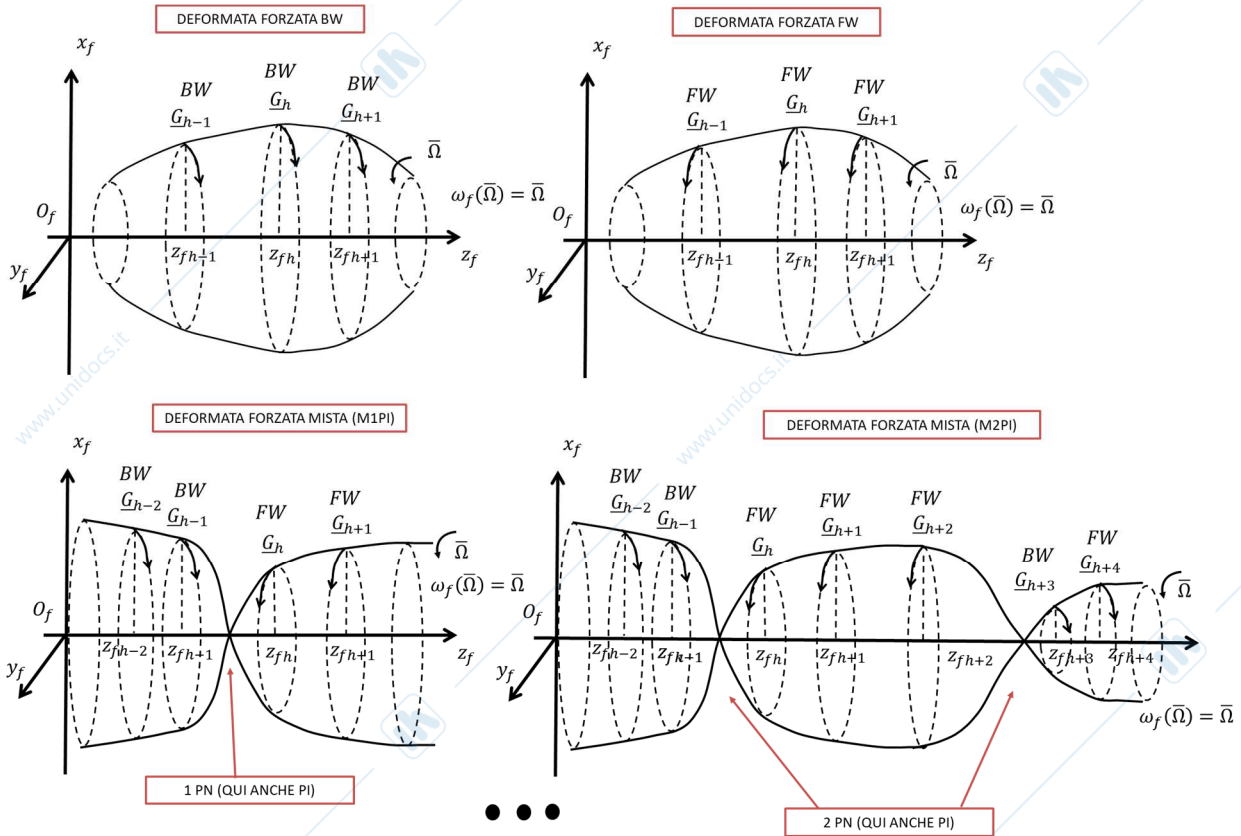 DEFORMATA FORZATA BW
x_f
BW
BW
BW
G_{h-1}
G_h
G_{h+1}
Ω̅
ω_f(Ω̅) = Ω̅
O_f
z_{fh-1}
z_{fh}
z_{fh+1}
z_f
y_f
DEFORMATA FORZATA FW
x_f
FW
FW
FW
G_{h-1}
G_h
G_{h+1}
Ω̅
ω_f(Ω̅) = Ω̅
O_f
z_{fh-1}
z_{fh}
z_{fh+1}
z_f
y_f
www.unidocs.it
www.unidocs.it
DEFORMATA FORZATA MISTA (M1PI)
x_f
BW
G_{h-2}
BW
G_{h-1}
FW
G_h
FW
G_{h+1}
Ω̅
ω_f(Ω̅) = Ω̅
O_f
z_{fh-2}
z_{fh+1}
z_{fh}
z_{fh+1}
z_f
y_f
1 PN (QUI ANCHE PI)
DEFORMATA FORZATA MISTA (M2PI)
x_f
BW
G_{h-2}
BW
G_{h-1}
FW
G_h
FW
G_{h+1}
FW
G_{h+2}
BW
G_{h+3}
FW
G_{h+4}
Ω̅
O_f
z_{fh-2}
z_{fh+1}
z_{fh}
z_{fh+1}
z_{fh+2}
z_{fh+3}
z_{fh+4}
y_f
ω_f(Ω̅) = Ω̅
2 PN (QUI ANCHE PI)
● ● ●